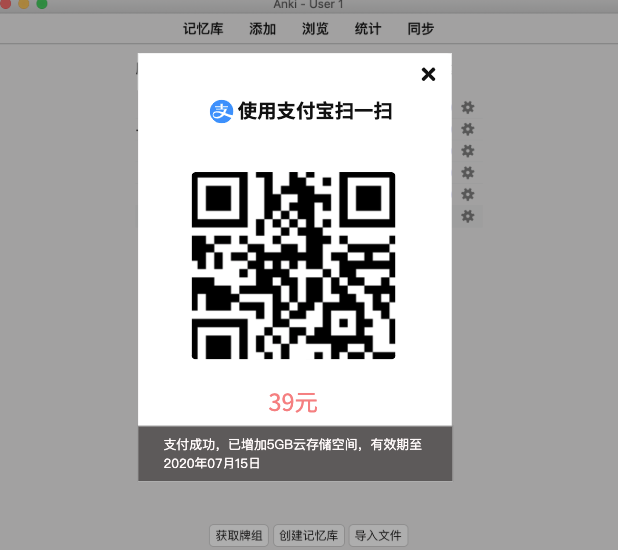 Anki - User 1
记忆库 添加 浏览 统计 同步
支 使用支付宝扫一扫
39元
支付成功，已增加5GB云存储空间，有效期至
2020年07月15日
获取牌组 创建记忆库 导入文件